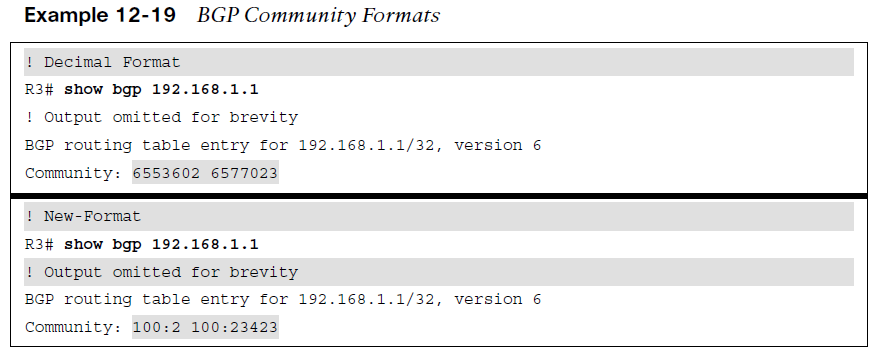 Example 12-19 BGP Community Formats
! Decimal Format
R3# show bgp 192.168.1.1
! Output omitted for brevity
BGP routing table entry for 192.168.1.1/32, version 6
Community: 6553602 6577023
! New-Format
R3# show bgp 192.168.1.1
! Output omitted for brevity
BGP routing table entry for 192.168.1.1/32, version 6
Community: 100:2 100:23423